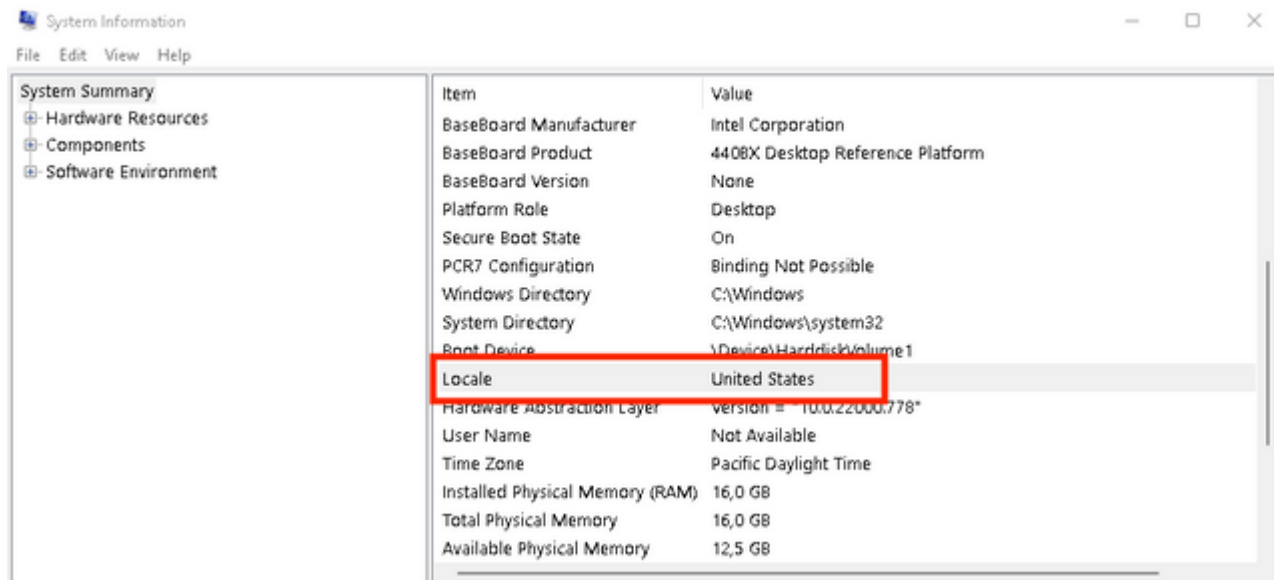 System Information
File Edit View Help
System Summary
Hardware Resources
Components
Software Environment
Item Value
BaseBoard Manufacturer Intel Corporation
BaseBoard Product 440BX Desktop Reference Platform
BaseBoard Version None
Platform Role Desktop
Secure Boot State On
PCR7 Configuration Binding Not Possible
Windows Directory C:\Windows
System Directory C:\Windows\system32
Boot Device \Device\HarddiskVolume1
Locale United States
Hardware Abstraction Layer Version = "10.0.22000.778"
User Name Not Available
Time Zone Pacific Daylight Time
Installed Physical Memory (RAM) 16,0 GB
Total Physical Memory 16,0 GB
Available Physical Memory 12,5 GB